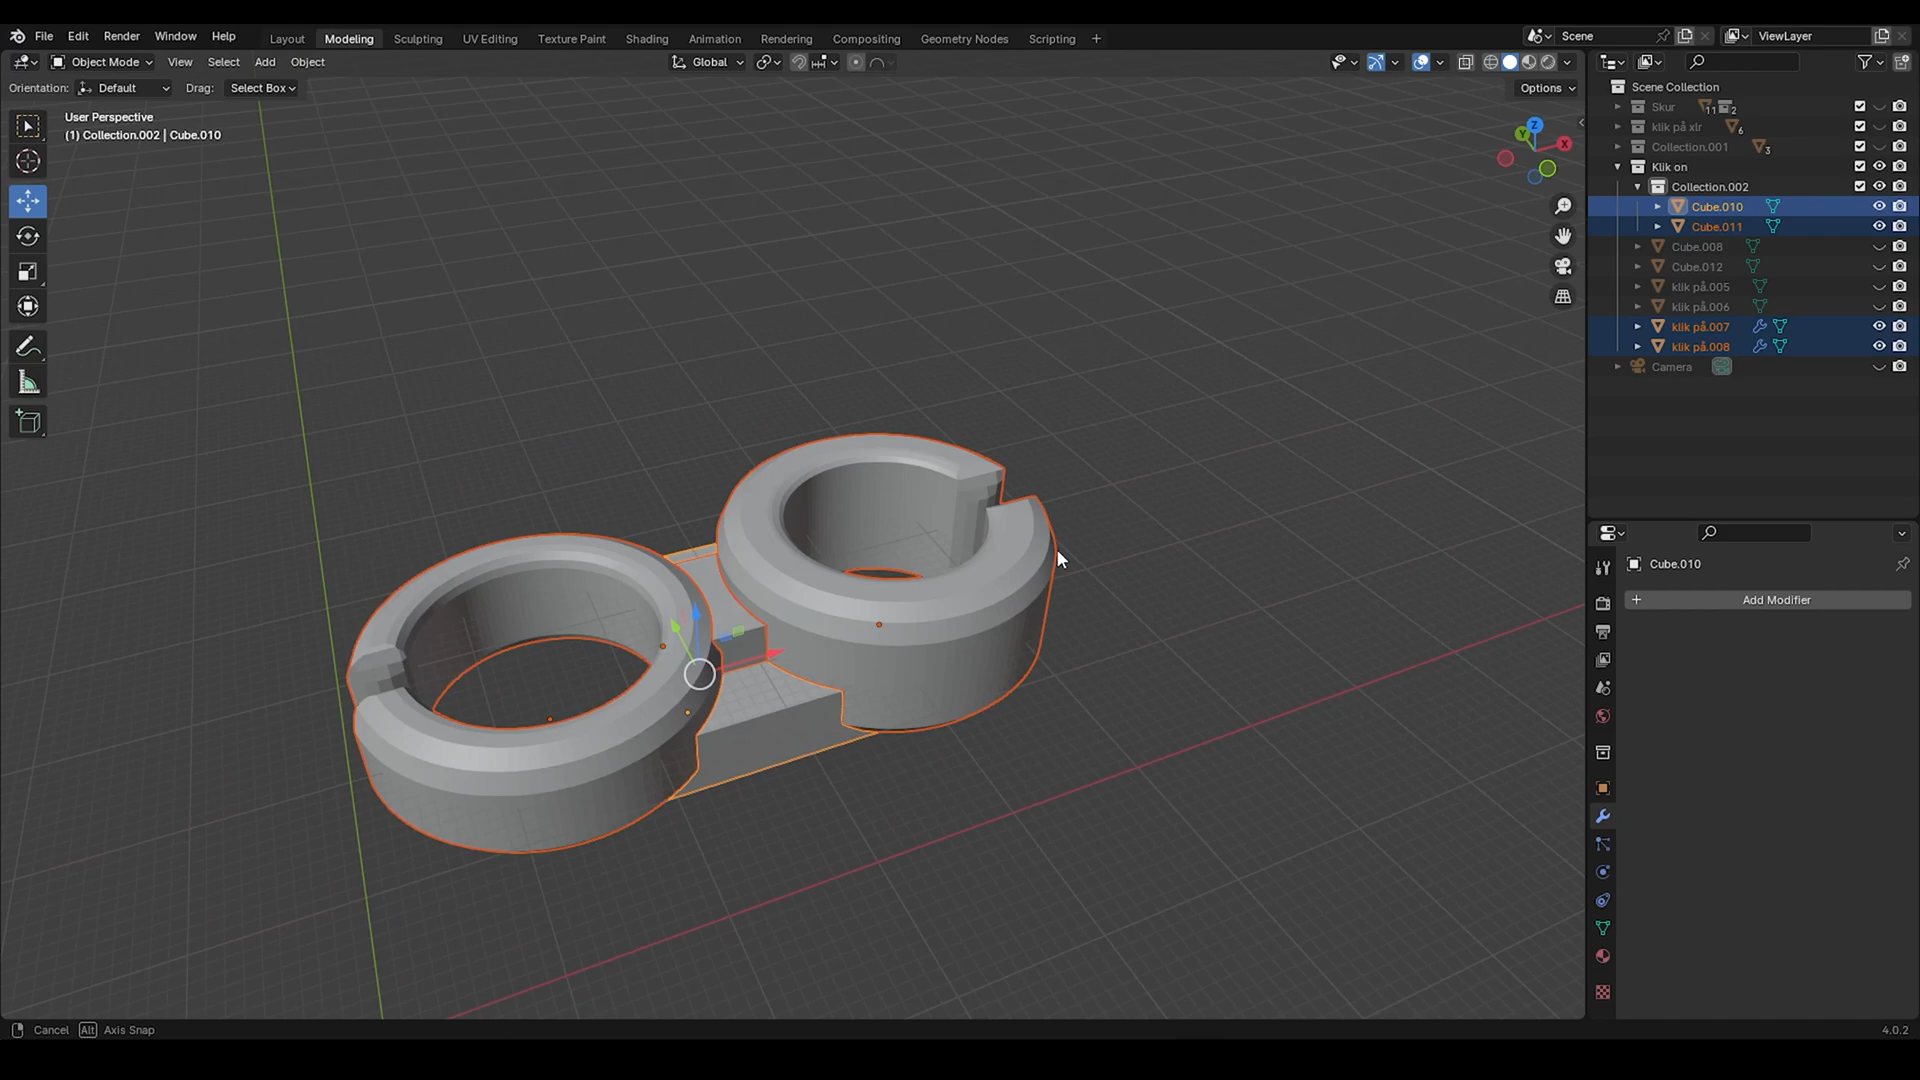 File Edit Render Window Help
Layout Modeling Sculpting UV Editing Texture Paint Shading Animation Rendering Compositing Geometry Nodes Scripting +
Scene
ViewLayer
Object Mode View Select Add Object
Global
Orientation: Default Drag: Select Box
Options
User Perspective
(1) Collection.002 | Cube.010
Z
Y
X
Scene Collection
Skur 11 2
klik på xlr 6
Collection.001 3
Klik on
Collection.002
Cube.010
Cube.011
Cube.008
Cube.012
klik på.005
klik på.006
klik på.007
klik på.008
Camera
Cube.010
+ Add Modifier
Cancel Alt Axis Snap
4.0.2